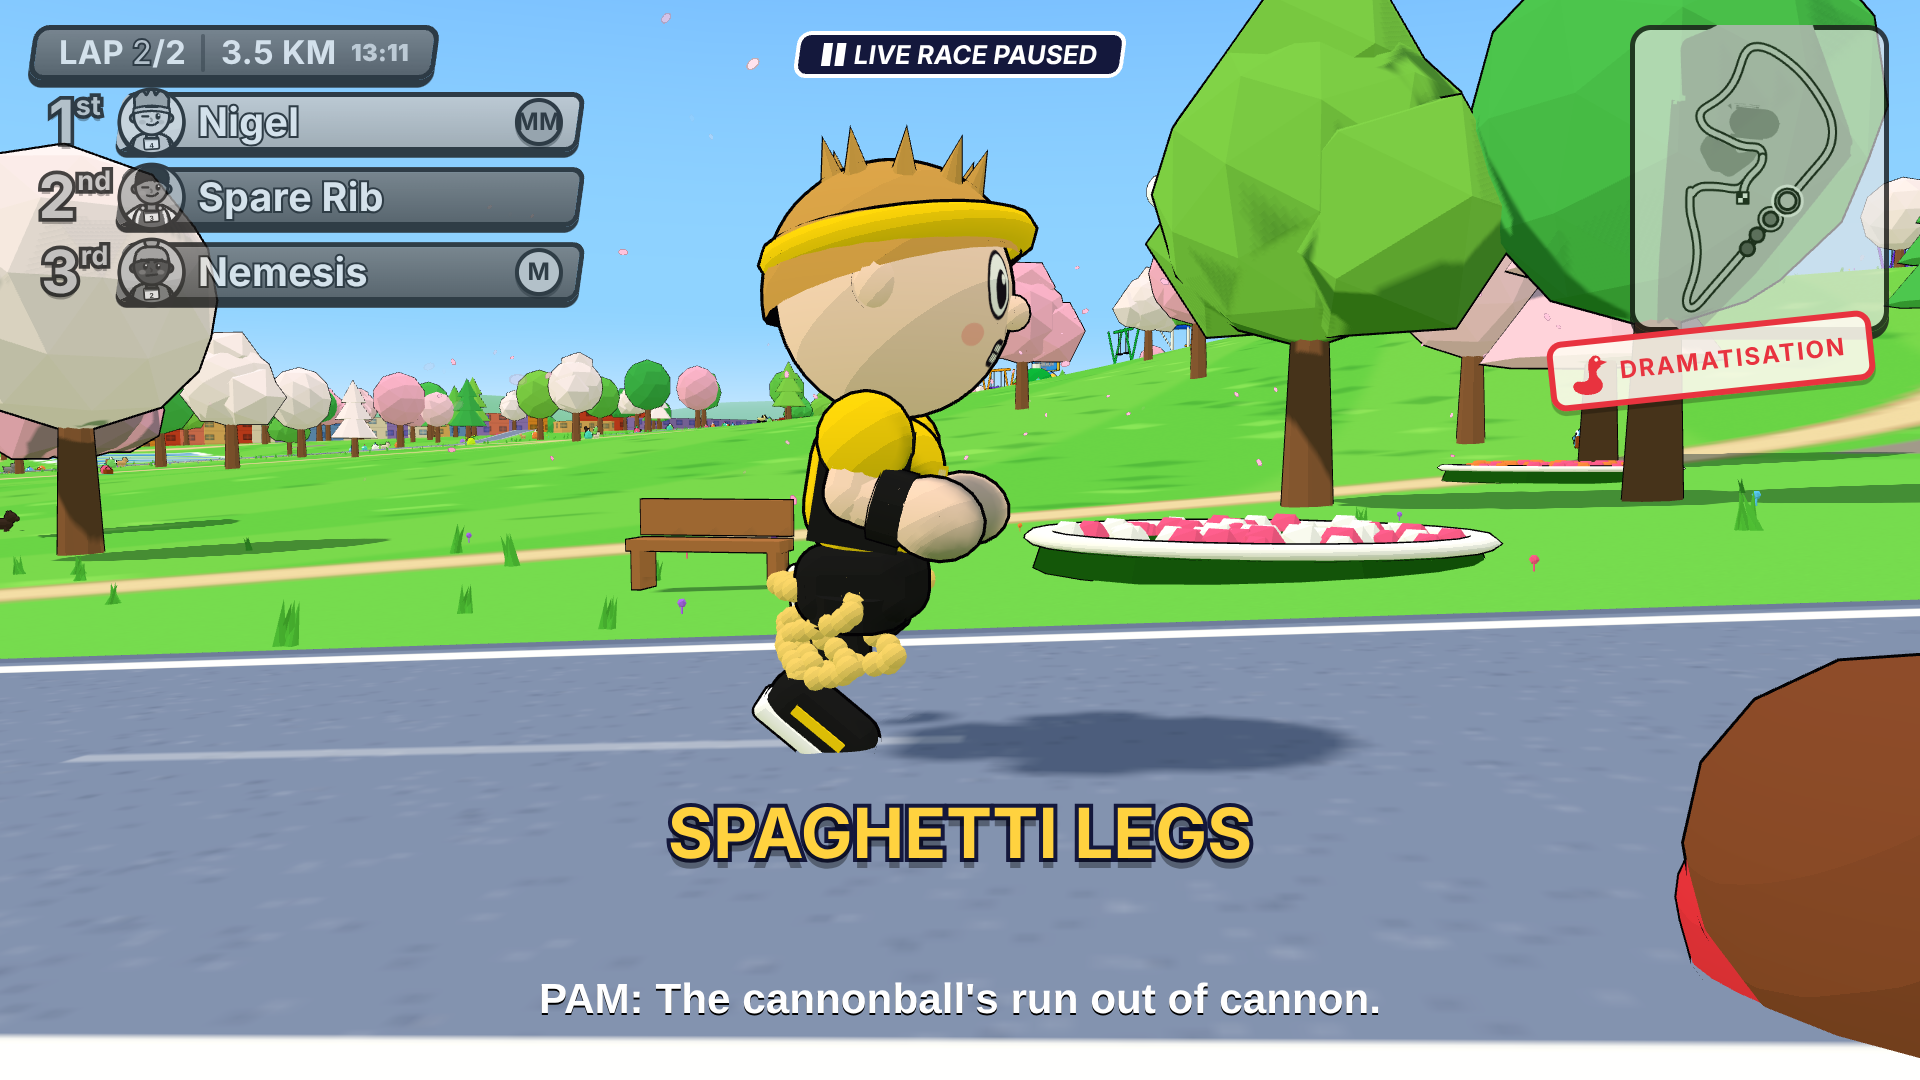 LAP 2/2 3.5 KM 13:11
LIVE RACE PAUSED
1st Nigel MM
2nd Spare Rib
3rd Nemesis M
DRAMATISATION
SPAGHETTI LEGS
PAM: The cannonball's run out of cannon.